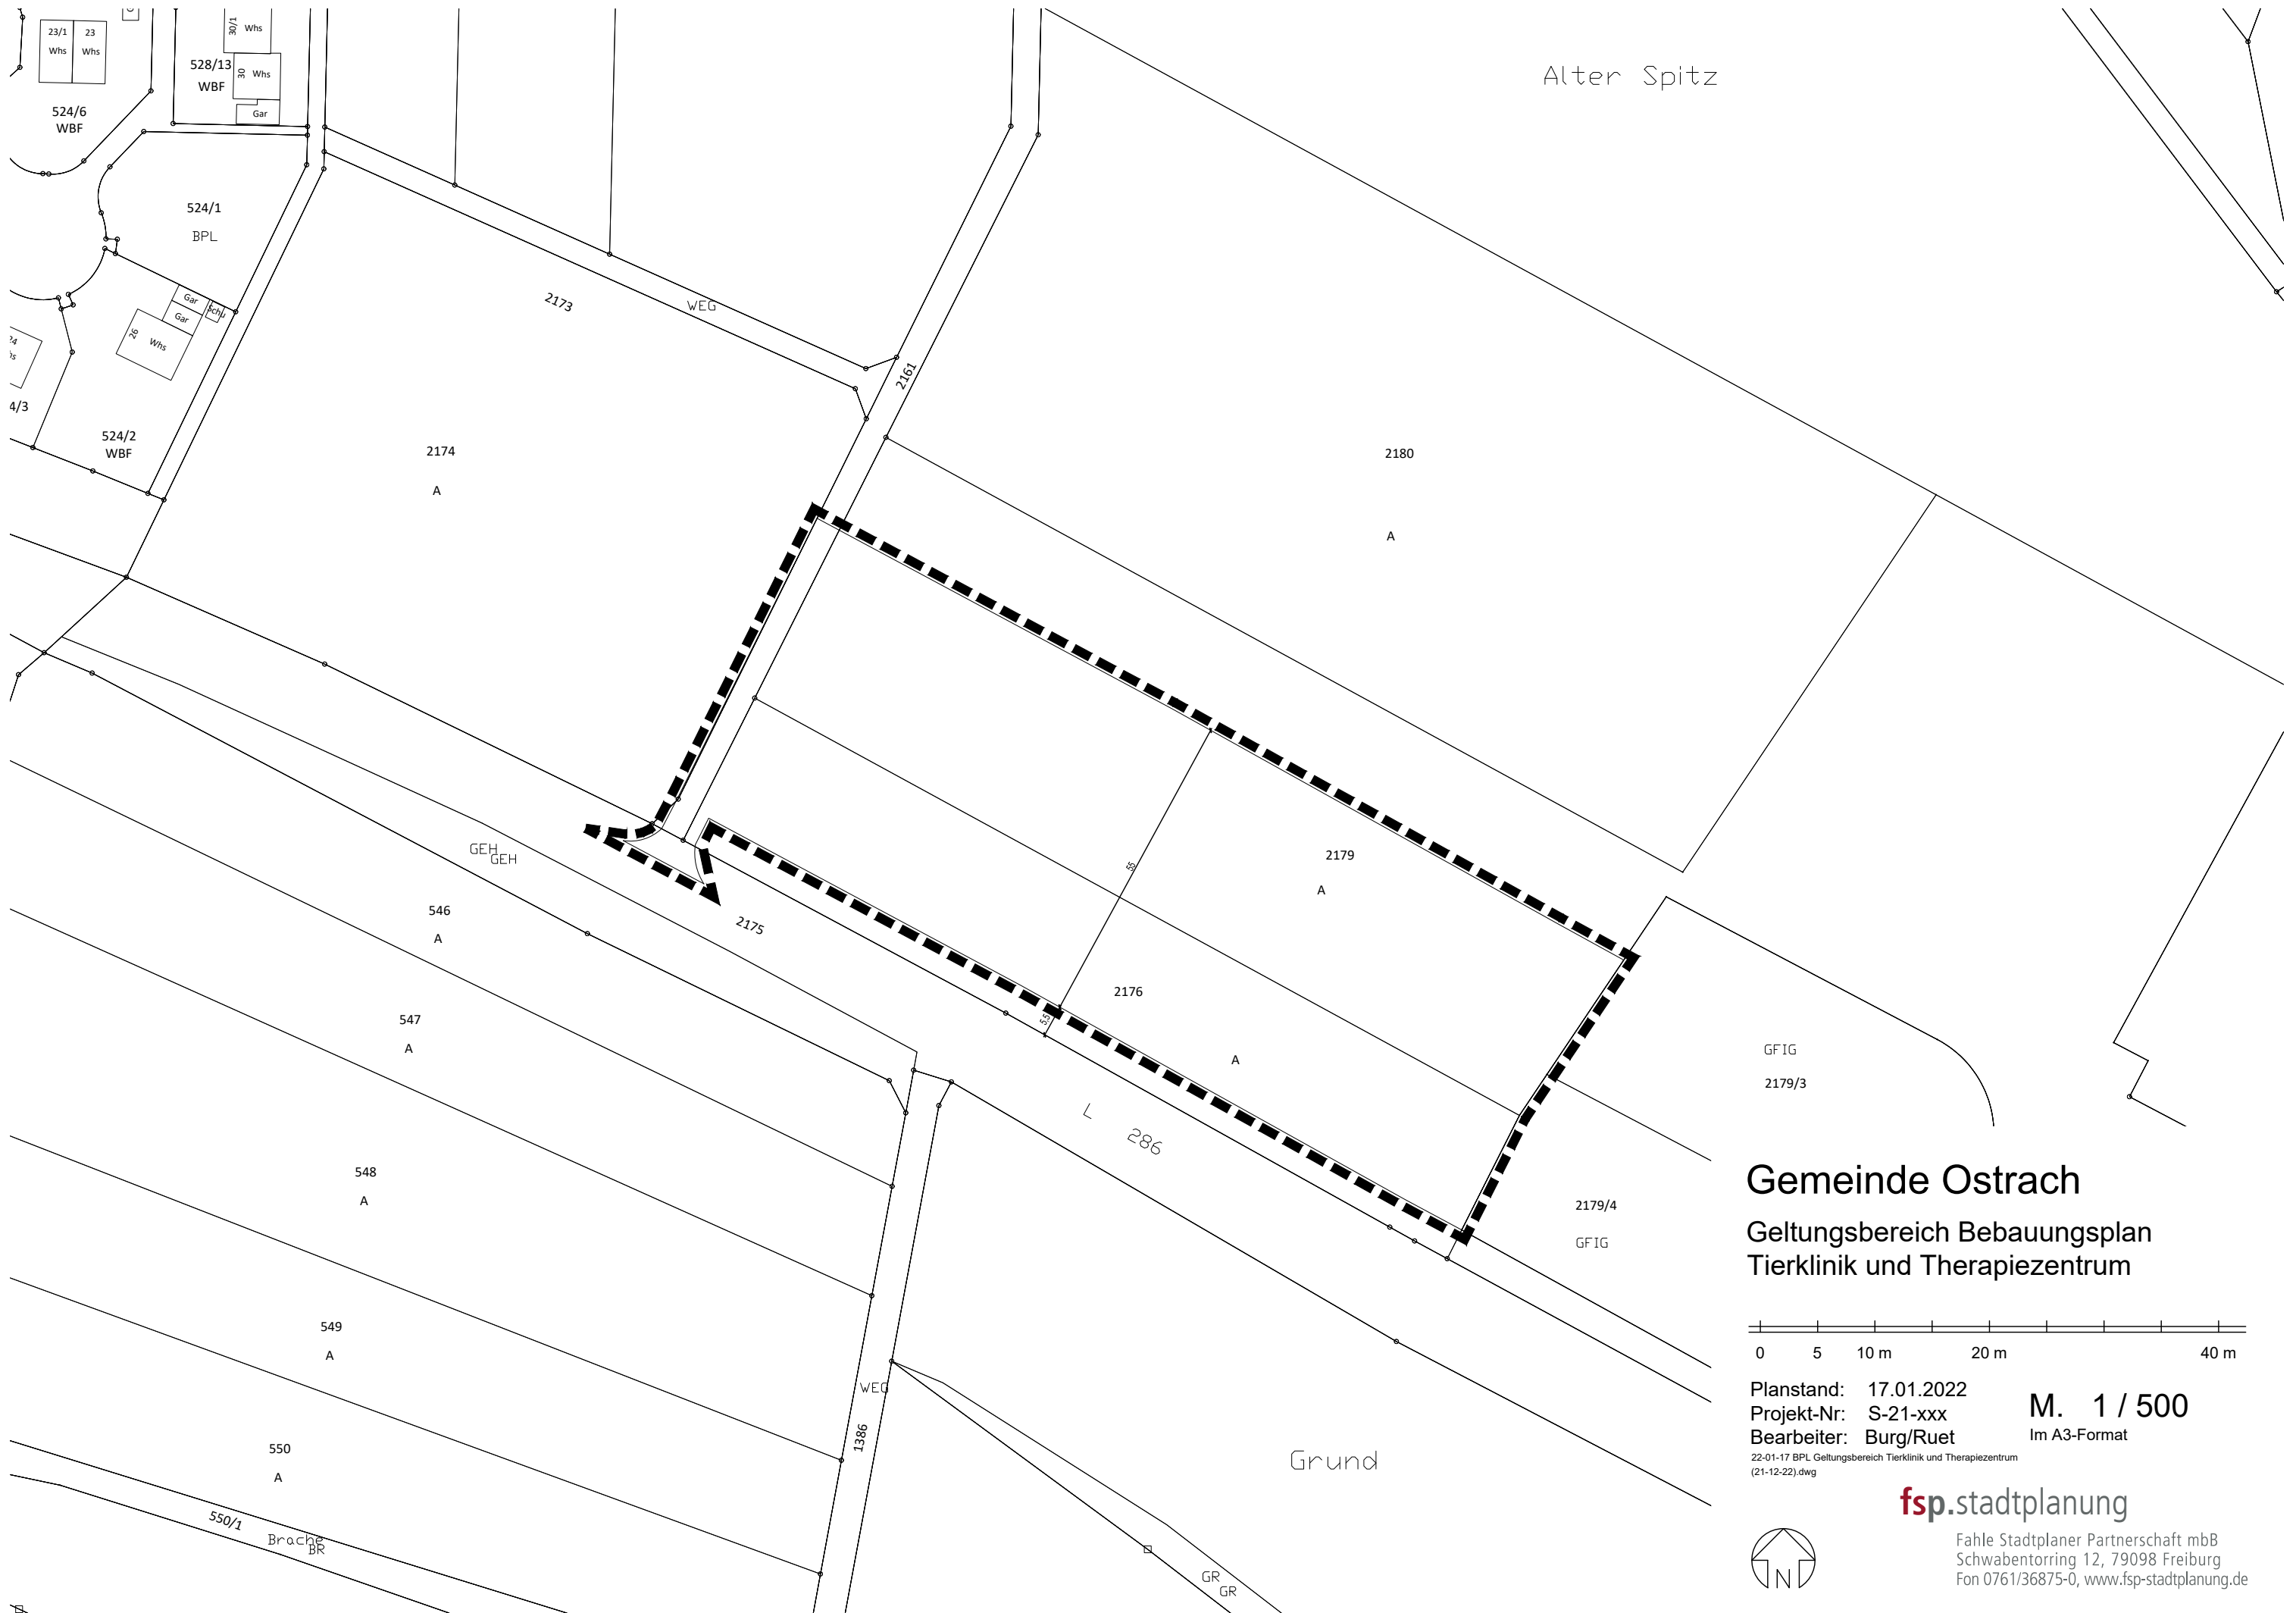 23/1
Whs
23
Whs
30/1
Whs
528/13
WBF
30
Whs
Gar
524/6
WBF
Alter Spitz
524/1
BPL
Gar
Gar
Schu
26
Whs
2173
WEG
2161
4/3
524/2
WBF
2174
A
2180
A
GEH
GEH
2179
A
55
546
A
2175
2176
A
5,5
547
A
GFIG
2179/3
L 286
548
A
2179/4
GFIG
549
A
WEG
1386
550
A
550/1
Brache
BR
Grund
GR
GR
Gemeinde Ostrach
Geltungsbereich Bebauungsplan
Tierklinik und Therapiezentrum
0 5 10 m 20 m 40 m
Planstand: 17.01.2022
Projekt-Nr: S-21-xxx
Bearbeiter: Burg/Ruet
M. 1 / 500
Im A3-Format
22-01-17 BPL Geltungsbereich Tierklinik und Therapiezentrum
(21-12-22).dwg
fsp.stadtplanung
N
Fahle Stadtplaner Partnerschaft mbB
Schwabentorring 12, 79098 Freiburg
Fon 0761/36875-0, www.fsp-stadtplanung.de